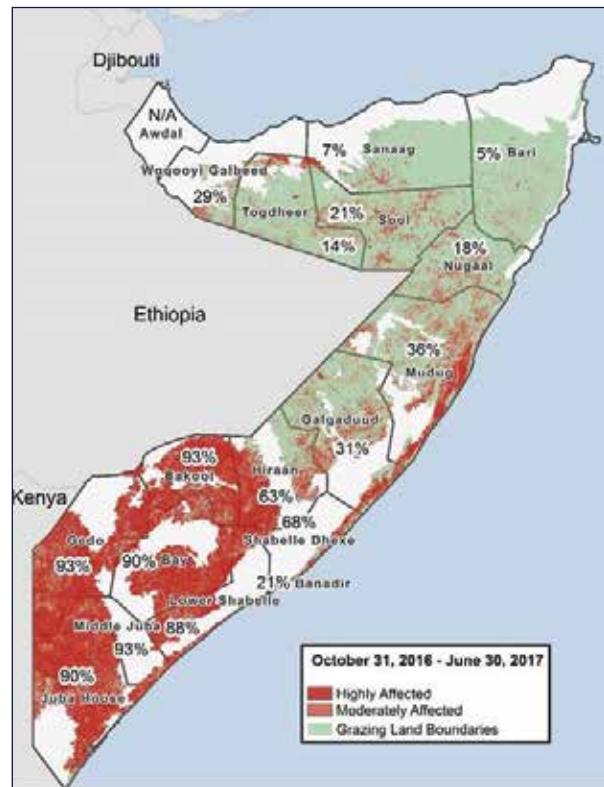 Djibouti
N/A
Awdal
Woqooyi Galbeed
29%
Togdheer
14%
7%
Sanaag
21%
Sool
5%
Bari
18%
Nugaal
Ethiopia
36%
Mudug
Galgaduud
31%
93%
Bakool
Hiraan
63%
68%
Shabelle Dhexe
Kenya
Gedo
93%
90%
Bay
21%
Banadir
Lower Shabelle
88%
Middle Juba
93%
90%
Juba Hoose
October 31, 2016 - June 30, 2017
Highly Affected
Moderately Affected
Grazing Land Boundaries